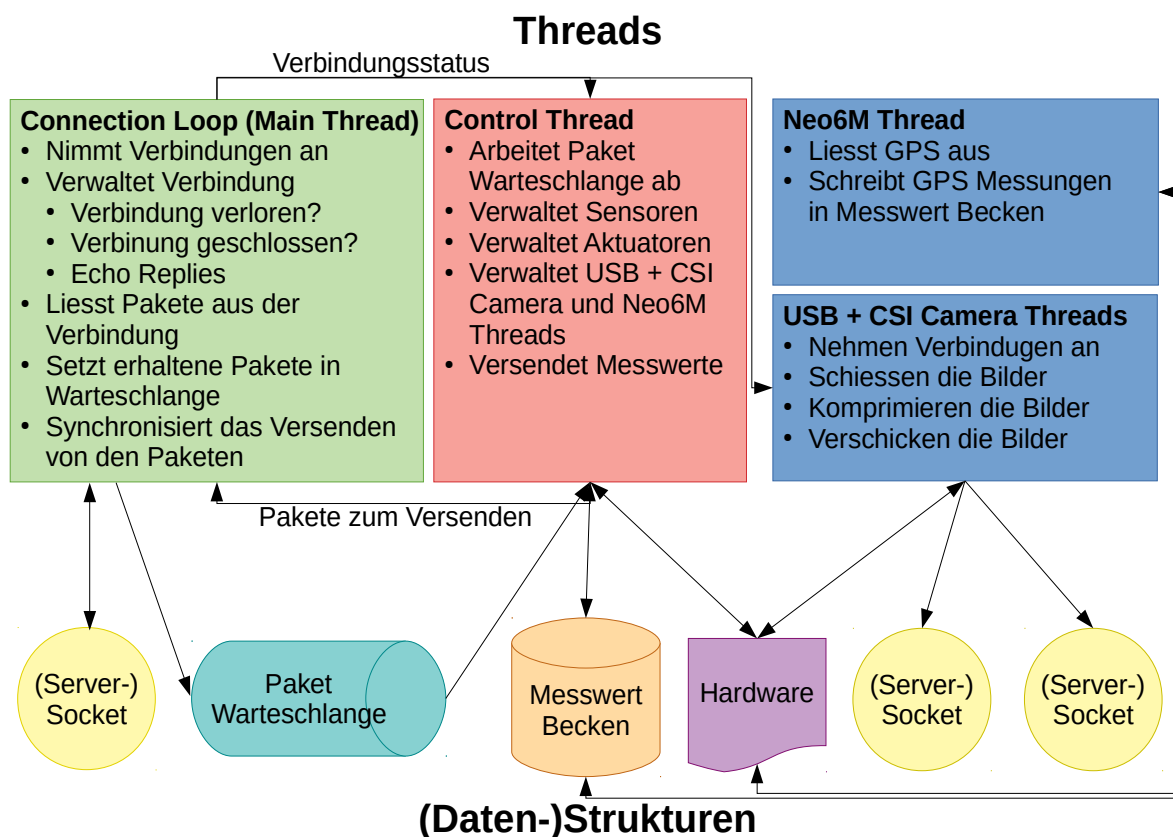 Threads
Verbindungsstatus
Connection Loop (Main Thread)
• Nimmt Verbindungen an
• Verwaltet Verbindung
• Verbindung verloren?
• Verbinung geschlossen?
• Echo Replies
• Liesst Pakete aus der
Verbindung
• Setzt erhaltene Pakete in
Warteschlange
• Synchronisiert das Versenden
von den Paketen
Control Thread
• Arbeitet Paket
Warteschlange ab
• Verwaltet Sensoren
• Verwaltet Aktuatoren
• Verwaltet USB + CSI
Camera und Neo6M
Threads
• Versendet Messwerte
Neo6M Thread
• Liesst GPS aus
• Schreibt GPS Messungen
in Messwert Becken
USB + CSI Camera Threads
• Nehmen Verbindugen an
• Schiessen die Bilder
• Komprimieren die Bilder
• Verschicken die Bilder
Pakete zum Versenden
(Server-)
Socket
Paket
Warteschlange
Messwert
Becken
Hardware
(Server-)
Socket
(Server-)
Socket
(Daten-)Strukturen